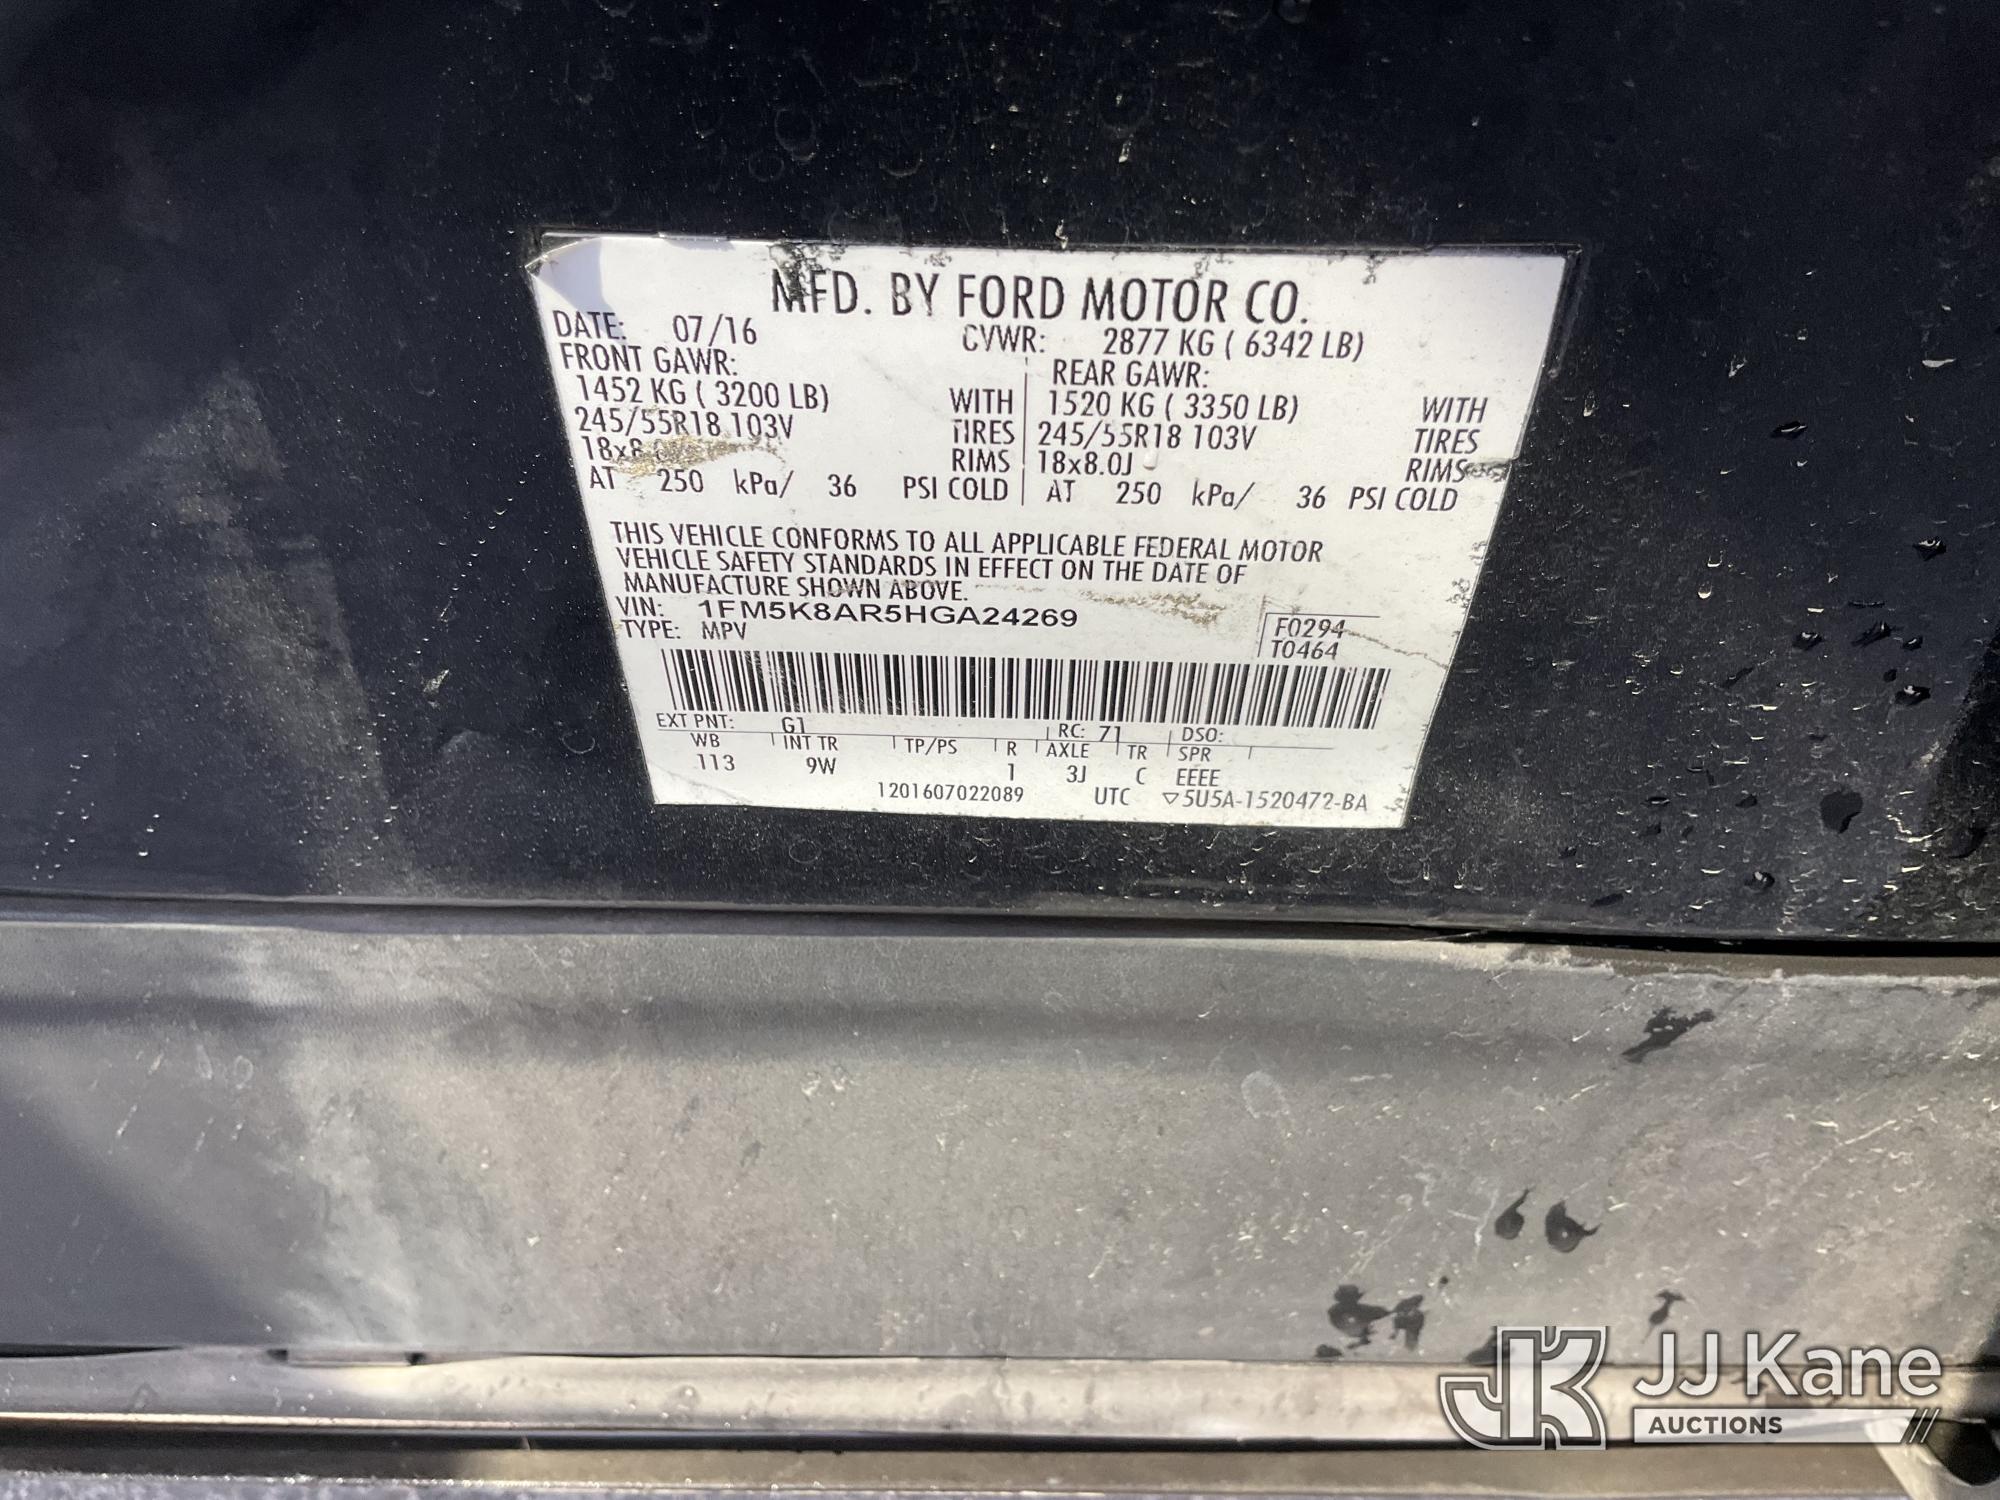 MFD. BY FORD MOTOR CO.
DATE: 07/16 CVWR: 2877 KG ( 6342 LB)
FRONT GAWR: REAR GAWR:
1452 KG ( 3200 LB) WITH 1520 KG ( 3350 LB) WITH
245/55R18 103V TIRES 245/55R18 103V TIRES
RIMS 18x8.0J RIMS
AT 250 kPa/ 36 PSI COLD AT 250 kPa/ 36 PSI COLD
THIS VEHICLE CONFORMS TO ALL APPLICABLE FEDERAL MOTOR
VEHICLE SAFETY STANDARDS IN EFFECT ON THE DATE OF
MANUFACTURE SHOWN ABOVE.
VIN: 1FM5K8AR5HGA24269 F0294
TYPE: MPV T0464
EXT PNT: G1 RC: 71 DSO:
WB INT TR TP/PS R AXLE TR SPR
113 9W 1 3J C EEEE
1201607022089 UTC ▽5U5A-1520472-BA
JK JJ Kane
AUCTIONS